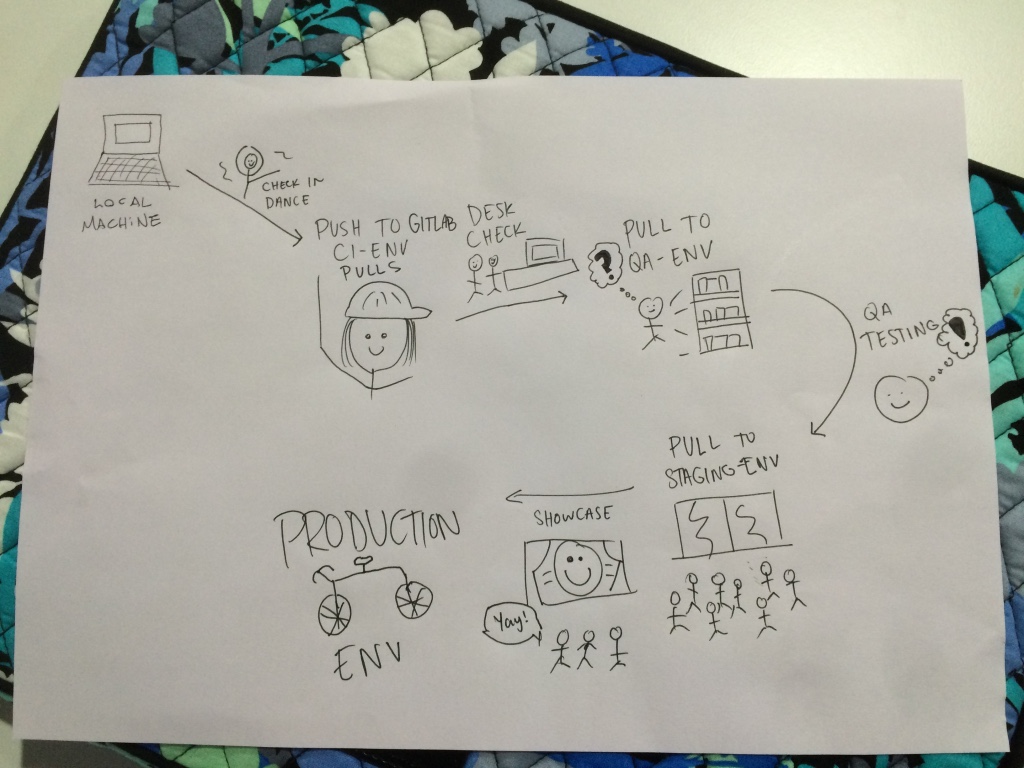 LOCAL
MACHINE
CHECK IN
DANCE
PUSH TO GITLAB
CI-ENV
PULLS
DESK
CHECK
?
PULL TO
QA-ENV
QA
TESTING
!
PULL TO
STAGING-ENV
SHOWCASE
Yay!
PRODUCTION
ENV